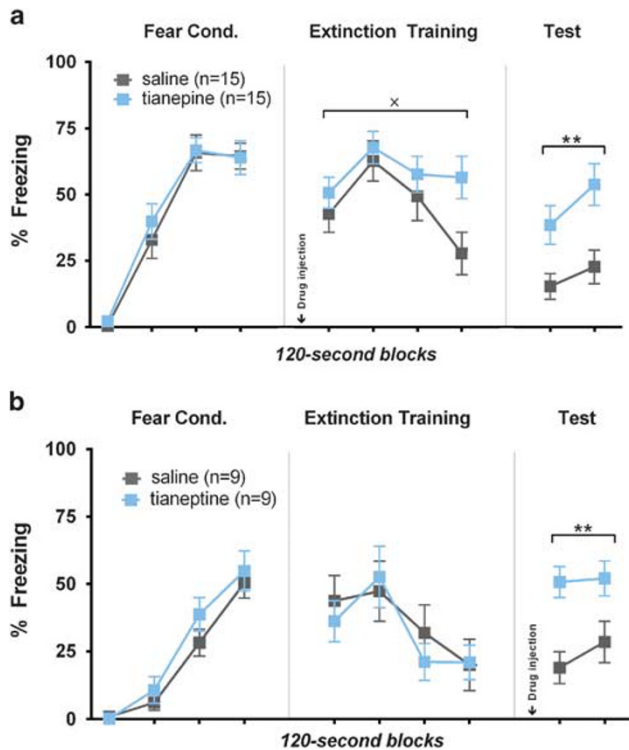 a
Fear Cond. Extinction Training Test
100
75
50
25
0
% Freezing
saline (n=15)
tianepine (n=15)
×
**
← Drug injection
120-second blocks
b
Fear Cond. Extinction Training Test
100
75
50
25
0
% Freezing
saline (n=9)
tianeptine (n=9)
**
← Drug injection
120-second blocks